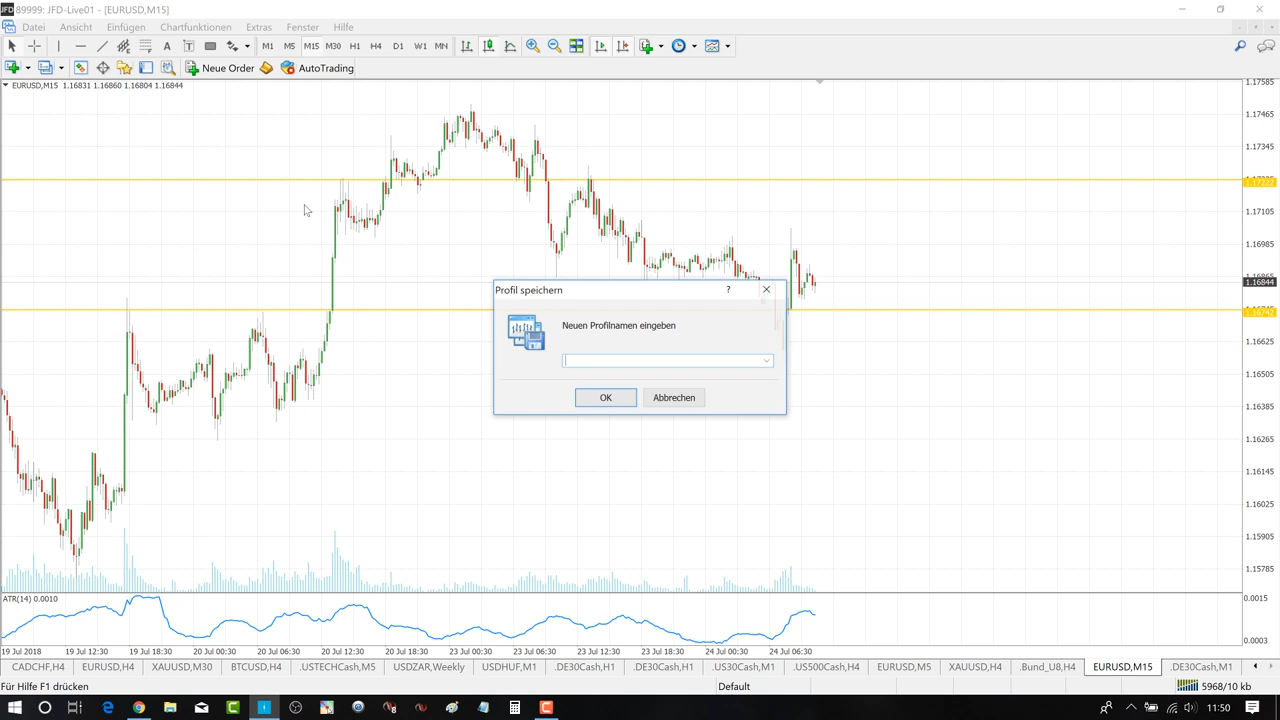 JFD 89999: JFD-Live01 - [EURUSD,M15]
Datei Ansicht Einfügen Chartfunktionen Extras Fenster Hilfe
A T M1 M5 M15 M30 H1 H4 D1 W1 MN
Neue Order AutoTrading
EURUSD,M15 1.16831 1.16860 1.16804 1.16844
1.17585
1.17465
1.17345
1.17222
1.17105
1.16985
1.16844
1.16742
1.16625
1.16505
1.16385
1.16265
1.16145
1.16025
1.15905
1.15785
Profil speichern ?
Neuen Profilnamen eingeben
OK Abbrechen
ATR(14) 0.0010
0.0015
0.0003
19 Jul 2018 19 Jul 12:30 19 Jul 18:30 20 Jul 00:30 20 Jul 06:30 20 Jul 12:30 20 Jul 18:30 23 Jul 00:30 23 Jul 06:30 23 Jul 12:30 23 Jul 18:30 24 Jul 00:30 24 Jul 06:30
CADCHF,H4 EURUSD,H4 XAUUSD,M30 BTCUSD,H4 .USTECHCash,M5 USDZAR,Weekly USDHUF,M1 .DE30Cash,H1 .DE30Cash,H1 .US30Cash,M1 .US500Cash,H4 EURUSD,M5 XAUUSD,H4 .Bund_U8,H4 EURUSD,M15 .DE30Cash,M1
Für Hilfe F1 drücken Default 5968/10 kb
11:50